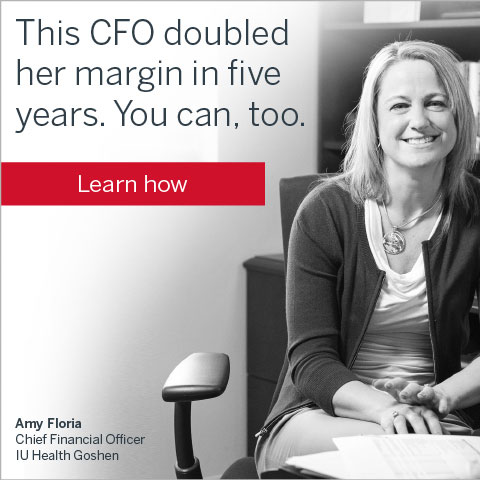 This CFO doubled
her margin in five
years. You can, too.
Learn how
Amy Floria
Chief Financial Officer
IU Health Goshen